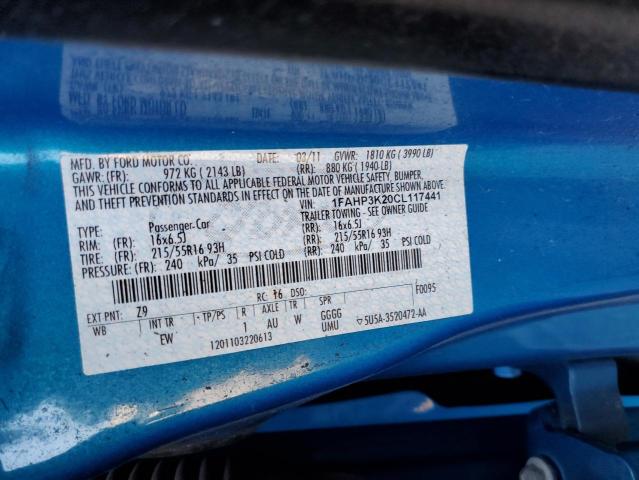 MFD. BY FORD MOTOR CO. DATE: 03/11 GVWR: 1810 KG ( 3990 LB)
GAWR: (FR): 972 KG ( 2143 LB) (RR): 880 KG ( 1940 LB)
THIS VEHICLE CONFORMS TO ALL APPLICABLE FEDERAL MOTOR VEHICLE SAFETY, BUMPER,
AND THEFT PREVENTION STANDARDS IN EFFECT ON THE DATE OF MANUFACTURE SHOWN ABOVE.
VIN: 1FAHP3K20CL117441
TYPE: Passenger-Car TRAILER TOWING - SEE OWNER GUIDE
RIM: (FR): 16x6.5J (RR): 16x6.5J
TIRE: (FR): 215/55R16 93H (RR): 215/55R16 93H
PRESSURE: (FR): 240 kPa/ 35 PSI COLD (RR): 240 kPa/ 35 PSI COLD
EXT PNT: Z9 RC: 16 DSO: F0095
WB INT TR TP/PS R AXLE TR SPR
EW 1 AU W GGGG
UMU
1201103220613
5U5A-3520472-AA